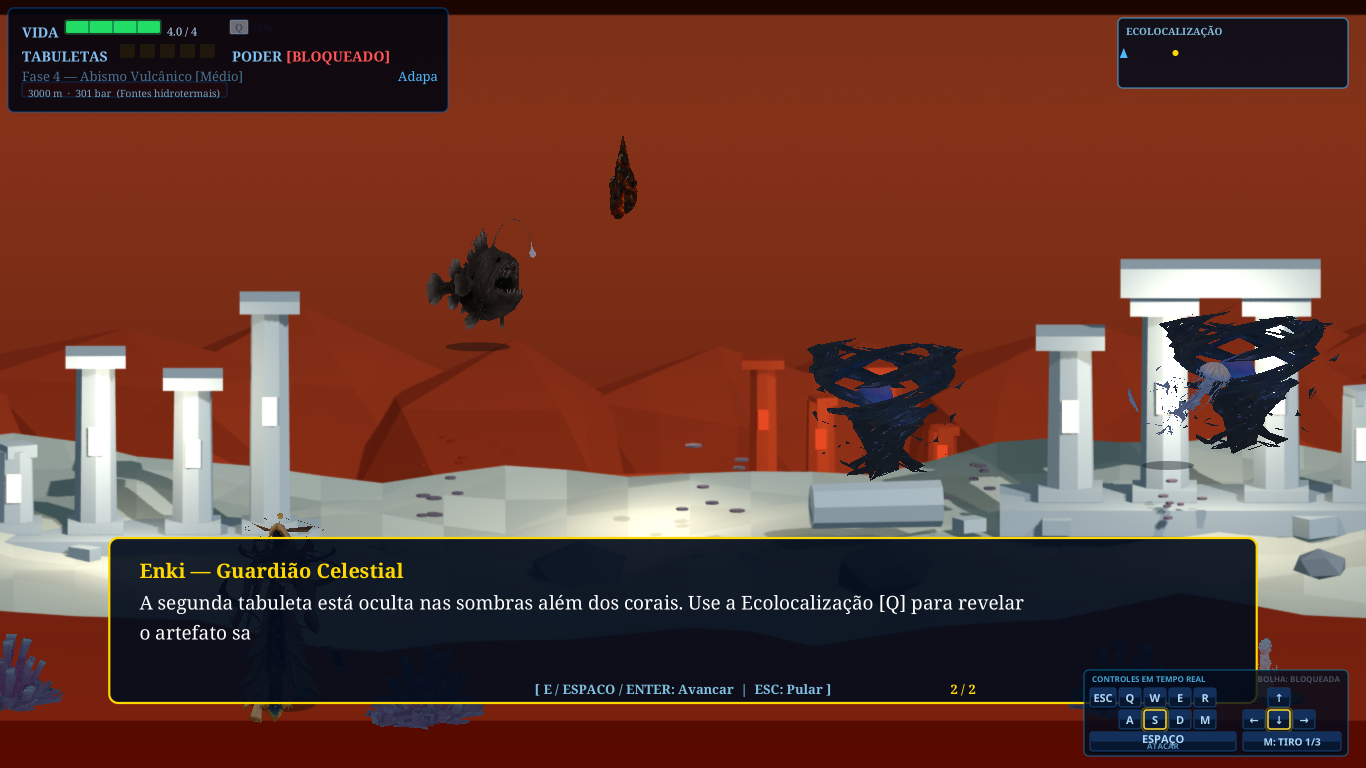 VIDA 4.0 / 4 Q
TABULETAS PODER [BLOQUEADO]
Fase 4 — Abismo Vulcânico [Médio] Adapa
3000 m · 301 bar (Fontes hidrotermais)
ECOLOCALIZAÇÃO
Enki — Guardião Celestial
A segunda tabuleta está oculta nas sombras além dos corais. Use a Ecolocalização [Q] para revelar
o artefato sa
[ E / ESPACO / ENTER: Avancar | ESC: Pular ] 2 / 2
CONTROLES EM TEMPO REAL BOLHA: BLOQUEADA
ESC Q W E R ↑
A S D M ← ↓ →
ESPAÇO M: TIRO 1/3
ATACAR